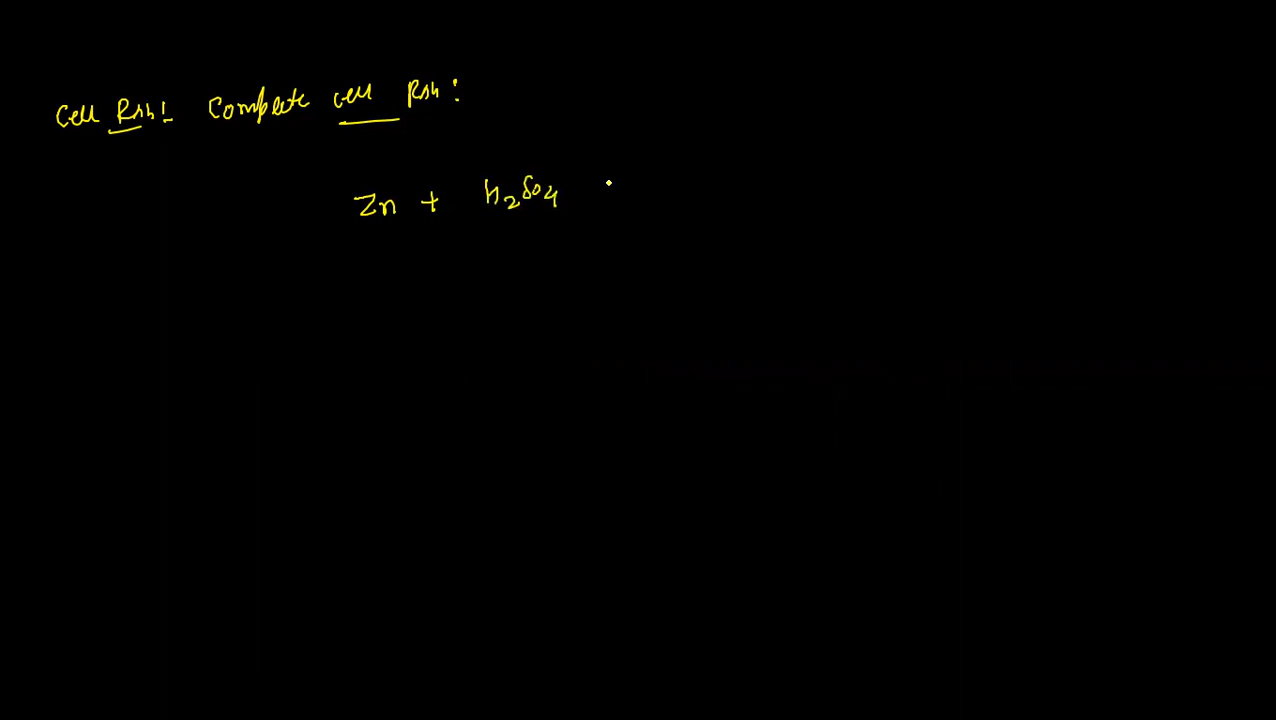 Cell Rxn: Complete cell Rxn:
Zn + H₂SO₄